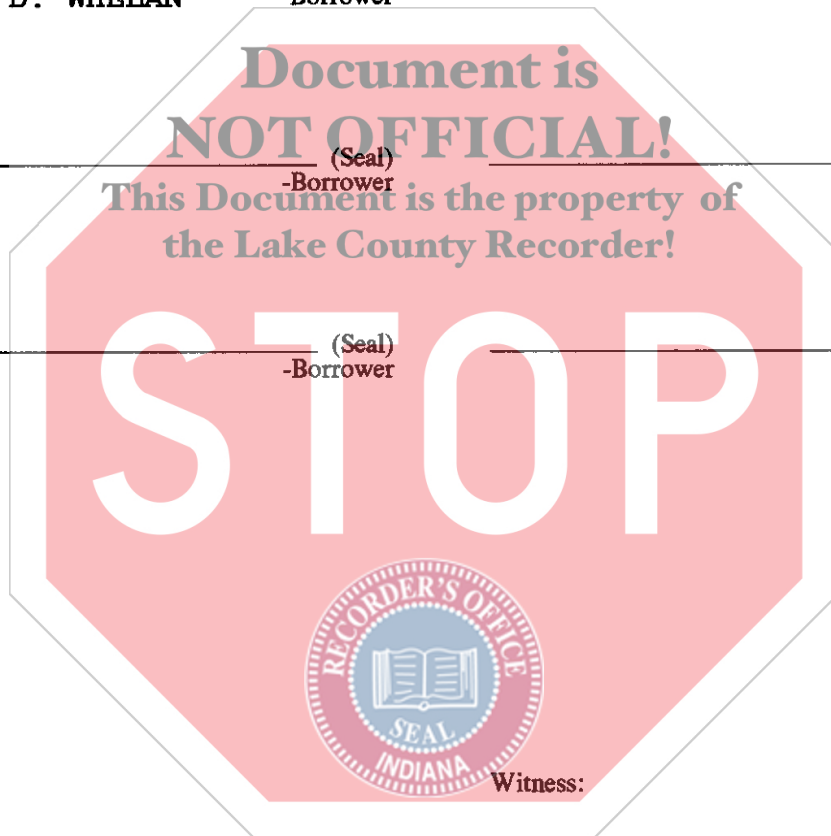 D. WHELAN -Borrower
Document is
NOT OFFICIAL!
(Seal)
-Borrower
This Document is the property of
the Lake County Recorder!
STOP
(Seal)
-Borrower
RECORDER'S OFFICE
SEAL
INDIANA
Witness: